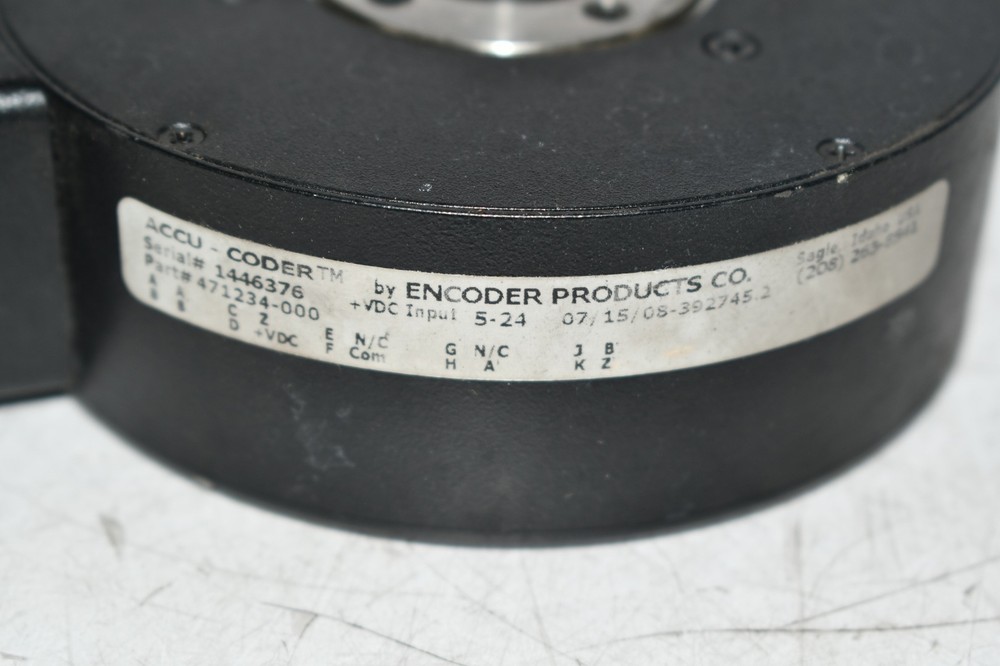 ACCU - CODER™ by ENCODER PRODUCTS CO. Sagle, Idaho USA
Serial# 1446376 +VDC Input 5-24 07/15/08-392745.2 (208) 263-8541
Part# 471234-000
A A C Z E N/C G N/C J B'
B B D +VDC F Com H A' K Z'